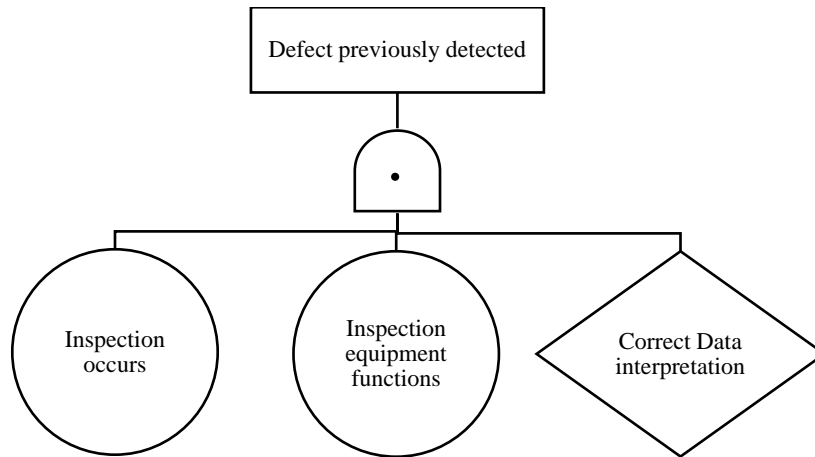 Defect previously detected
Inspection
occurs
Inspection
equipment
functions
Correct Data
interpretation